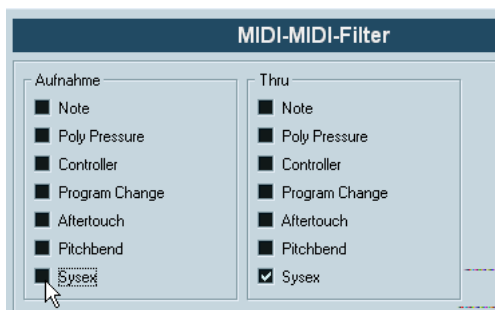 MIDI-MIDI-Filter
Aufnahme
Note
Poly Pressure
Controller
Program Change
Aftertouch
Pitchbend
Sysex
Thru
Note
Poly Pressure
Controller
Program Change
Aftertouch
Pitchbend
Sysex